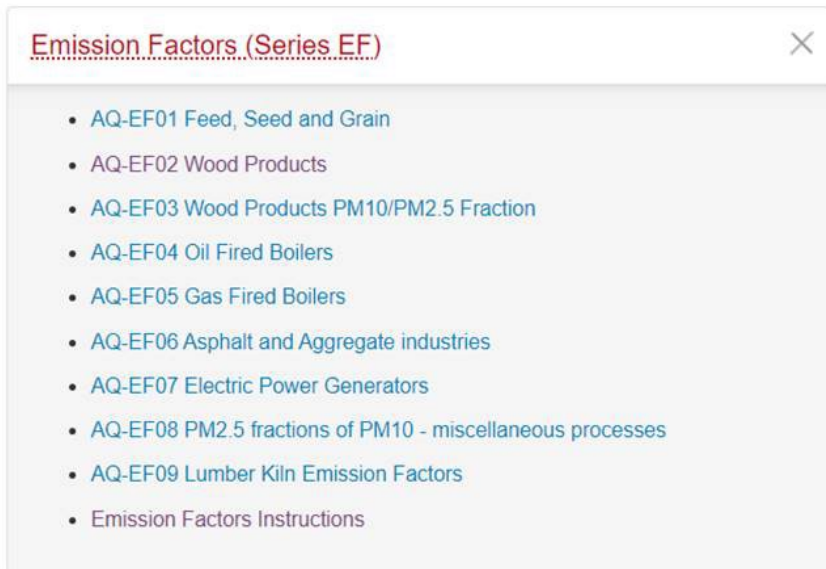 Emission Factors (Series EF)
• AQ-EF01 Feed, Seed and Grain
• AQ-EF02 Wood Products
• AQ-EF03 Wood Products PM10/PM2.5 Fraction
• AQ-EF04 Oil Fired Boilers
• AQ-EF05 Gas Fired Boilers
• AQ-EF06 Asphalt and Aggregate industries
• AQ-EF07 Electric Power Generators
• AQ-EF08 PM2.5 fractions of PM10 - miscellaneous processes
• AQ-EF09 Lumber Kiln Emission Factors
• Emission Factors Instructions